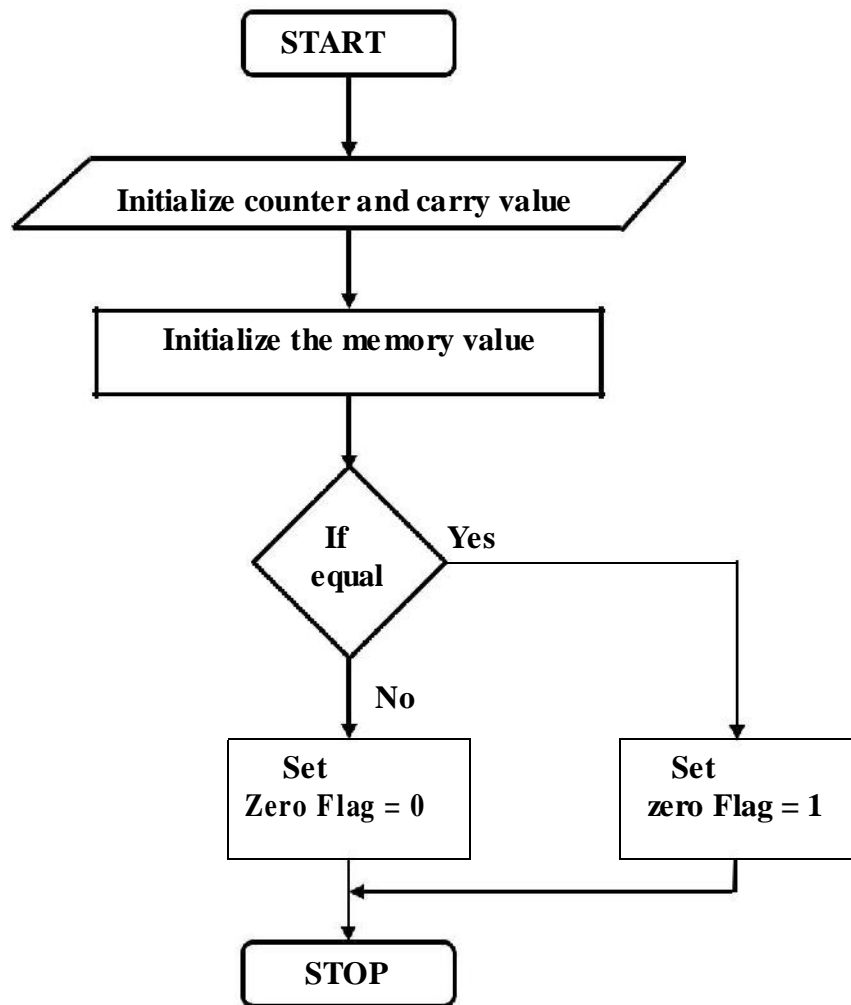 START
Initialize counter and carry value
Initialize the memory value
If
equal
Yes
No
Set
Zero Flag = 0
Set
zero Flag = 1
STOP